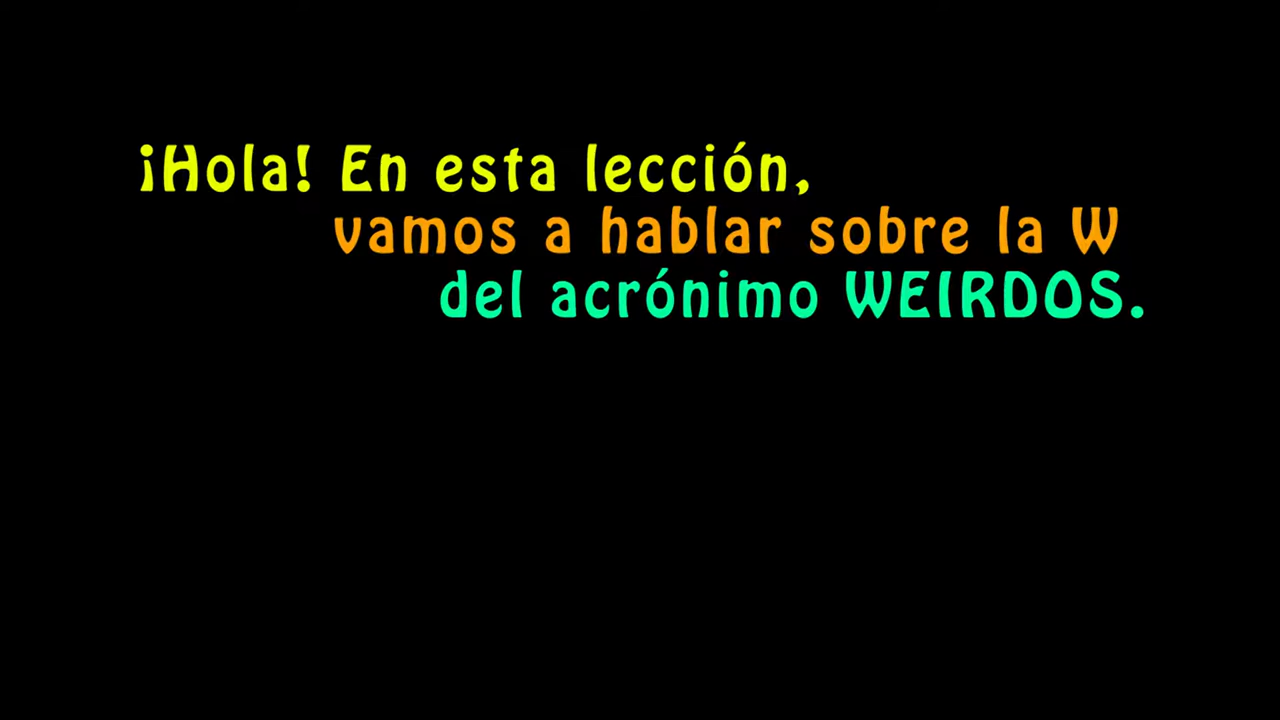 ¡Hola! En esta lección,
vamos a hablar sobre la W
del acrónimo WEIRDOS.